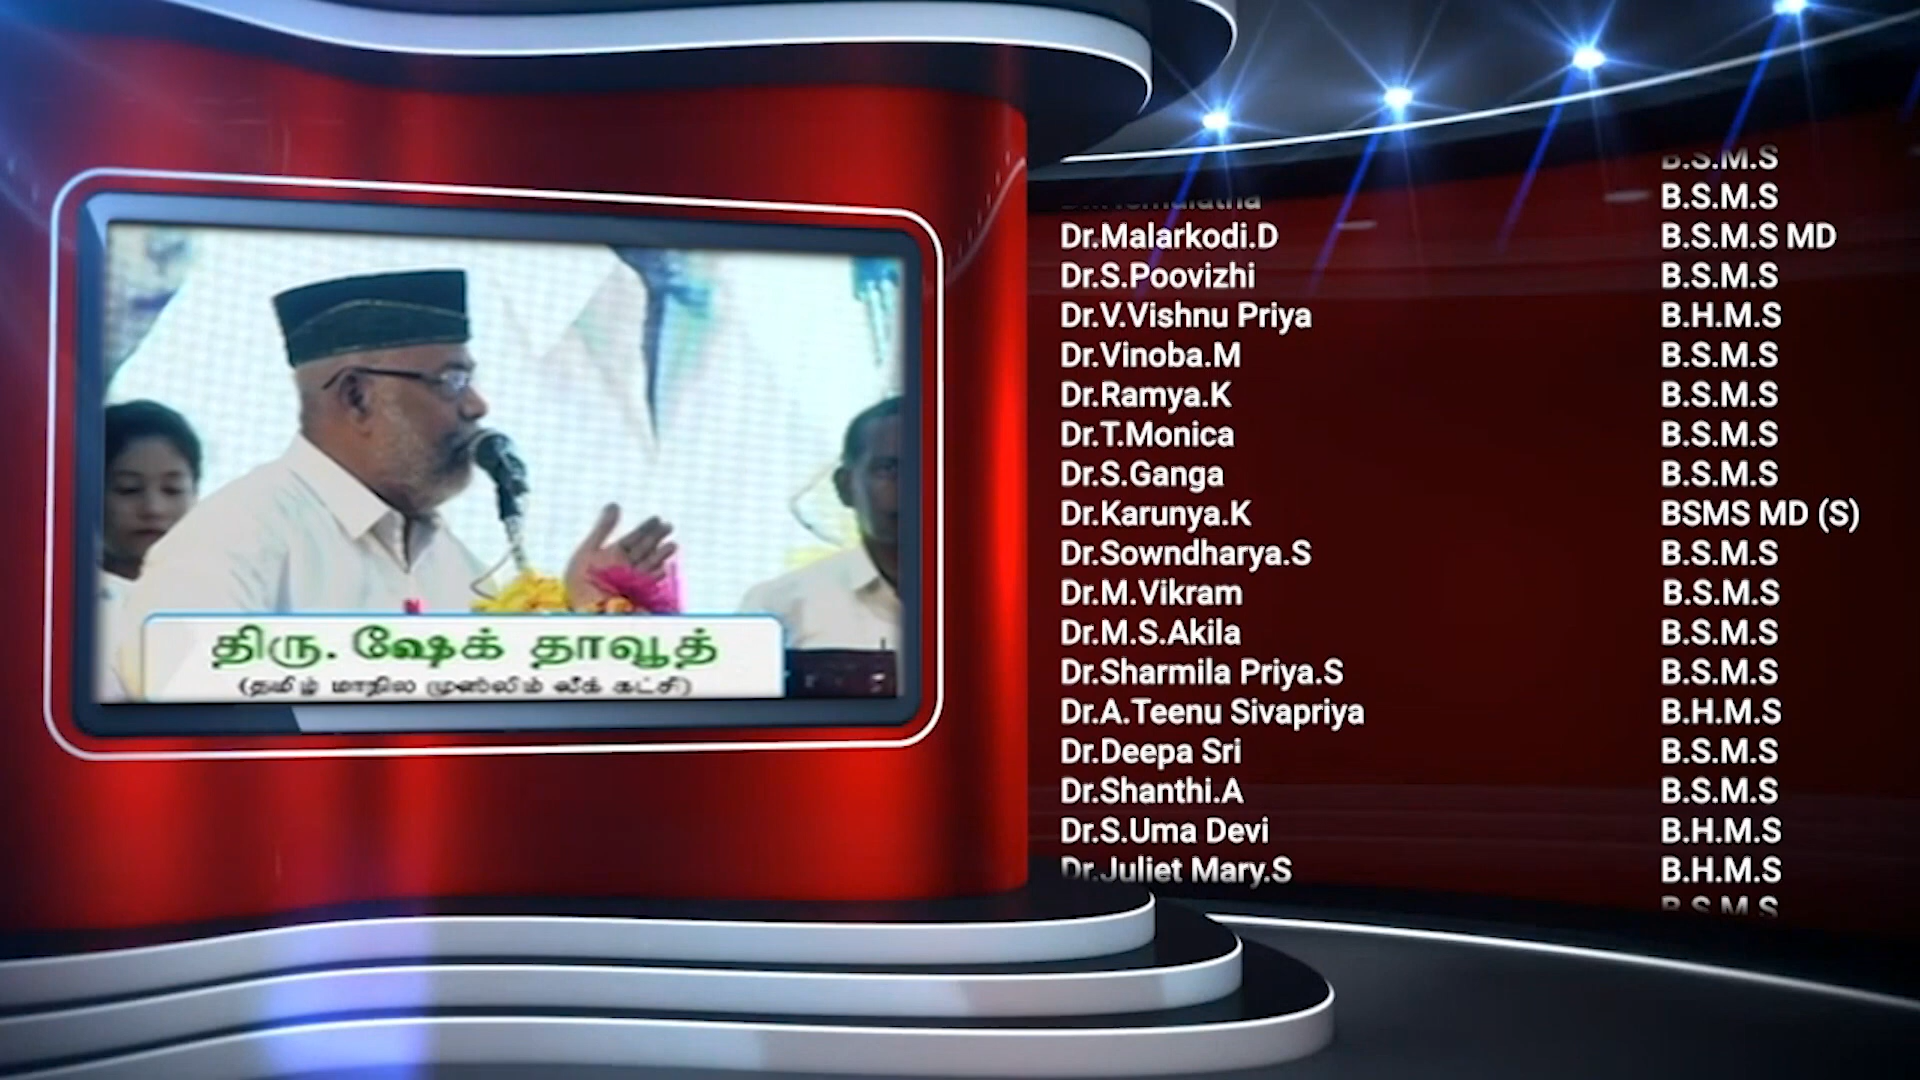 திரு. ஷேக் தாவூத்
(தமிழ் மாநில முஸ்லிம் லீக் கட்சி)
B.S.M.S
B.S.M.S
Dr.Malarkodi.D B.S.M.S MD
Dr.S.Poovizhi B.S.M.S
Dr.V.Vishnu Priya B.H.M.S
Dr.Vinoba.M B.S.M.S
Dr.Ramya.K B.S.M.S
Dr.T.Monica B.S.M.S
Dr.S.Ganga B.S.M.S
Dr.Karunya.K BSMS MD (S)
Dr.Sowndharya.S B.S.M.S
Dr.M.Vikram B.S.M.S
Dr.M.S.Akila B.S.M.S
Dr.Sharmila Priya.S B.S.M.S
Dr.A.Teenu Sivapriya B.H.M.S
Dr.Deepa Sri B.S.M.S
Dr.Shanthi.A B.S.M.S
Dr.S.Uma Devi B.H.M.S
Dr.Juliet Mary.S B.H.M.S
B.S.M.S